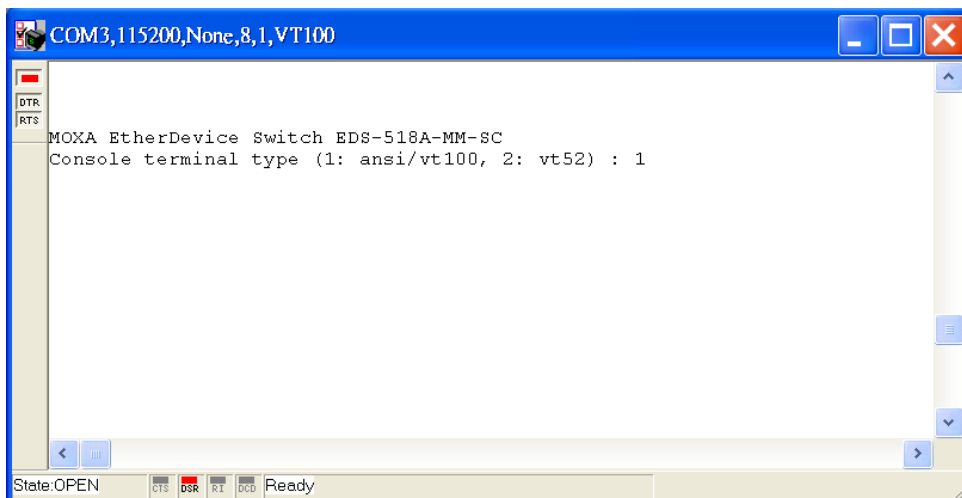 COM3,115200,None,8,1,VT100
DTR
RTS
MOXA EtherDevice Switch EDS-518A-MM-SC
Console terminal type (1: ansi/vt100, 2: vt52) : 1
State:OPEN CTS DSR RI DCD Ready